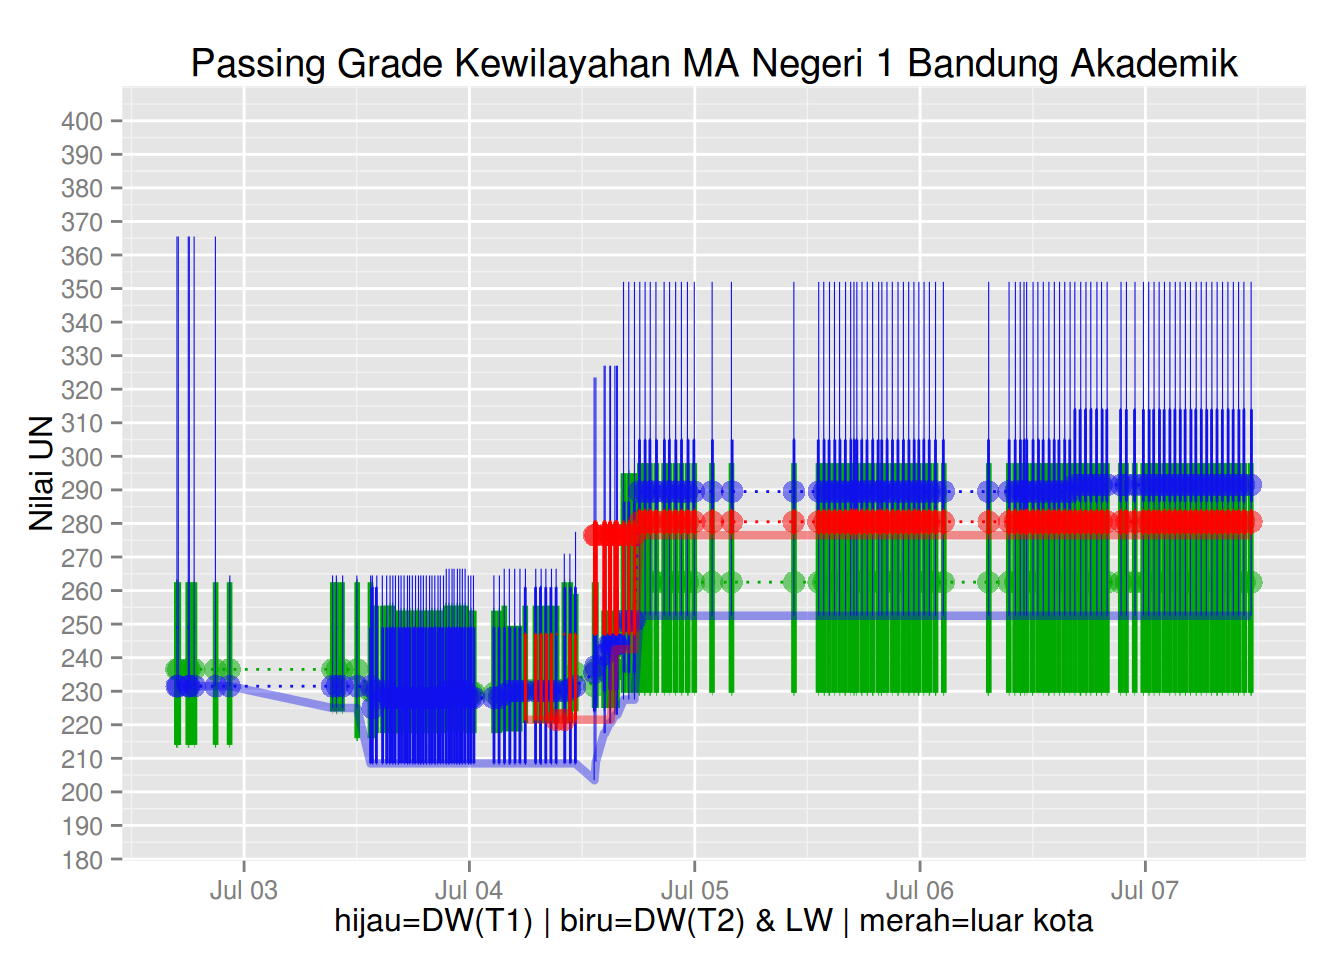 Passing Grade Kewilayahan MA Negeri 1 Bandung Akademik
Nilai UN
400
390
380
370
360
350
340
330
320
310
300
290
280
270
260
250
240
230
220
210
200
190
180
Jul 03
Jul 04
Jul 05
Jul 06
Jul 07
hijau=DW(T1) | biru=DW(T2) & LW | merah=luar kota